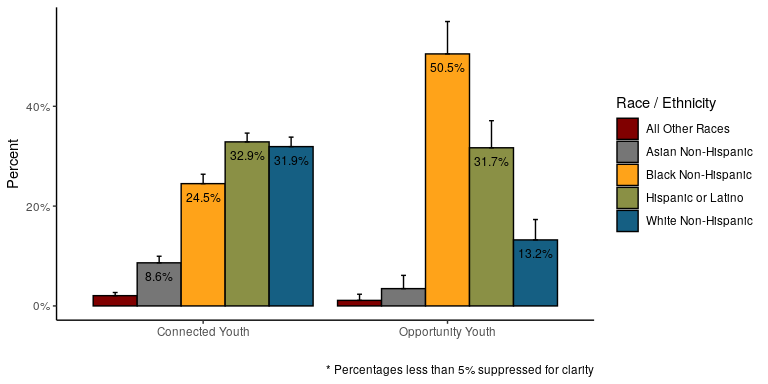 Percent
40%
20%
0%
8.6%
24.5%
32.9%
31.9%
50.5%
31.7%
13.2%
Connected Youth
Opportunity Youth
Race / Ethnicity
All Other Races
Asian Non-Hispanic
Black Non-Hispanic
Hispanic or Latino
White Non-Hispanic
* Percentages less than 5% suppressed for clarity